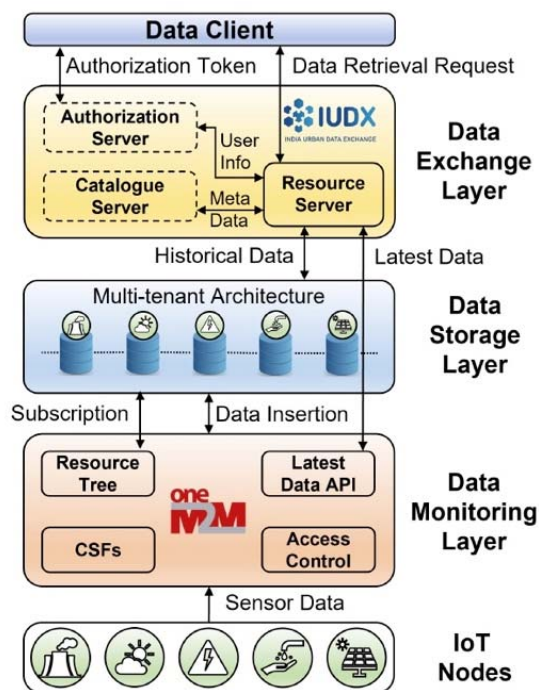 Data Client
Authorization Token
Data Retrieval Request
Authorization
Server
User
Info
IUDX
INDIA URBAN DATA EXCHANGE
Catalogue
Server
Meta
Data
Resource
Server
Data
Exchange
Layer
Historical Data
Latest Data
Multi-tenant Architecture
Data
Storage
Layer
Subscription
Data Insertion
Resource
Tree
one
M2M
Latest
Data API
CSFs
Access
Control
Data
Monitoring
Layer
Sensor Data
IoT
Nodes